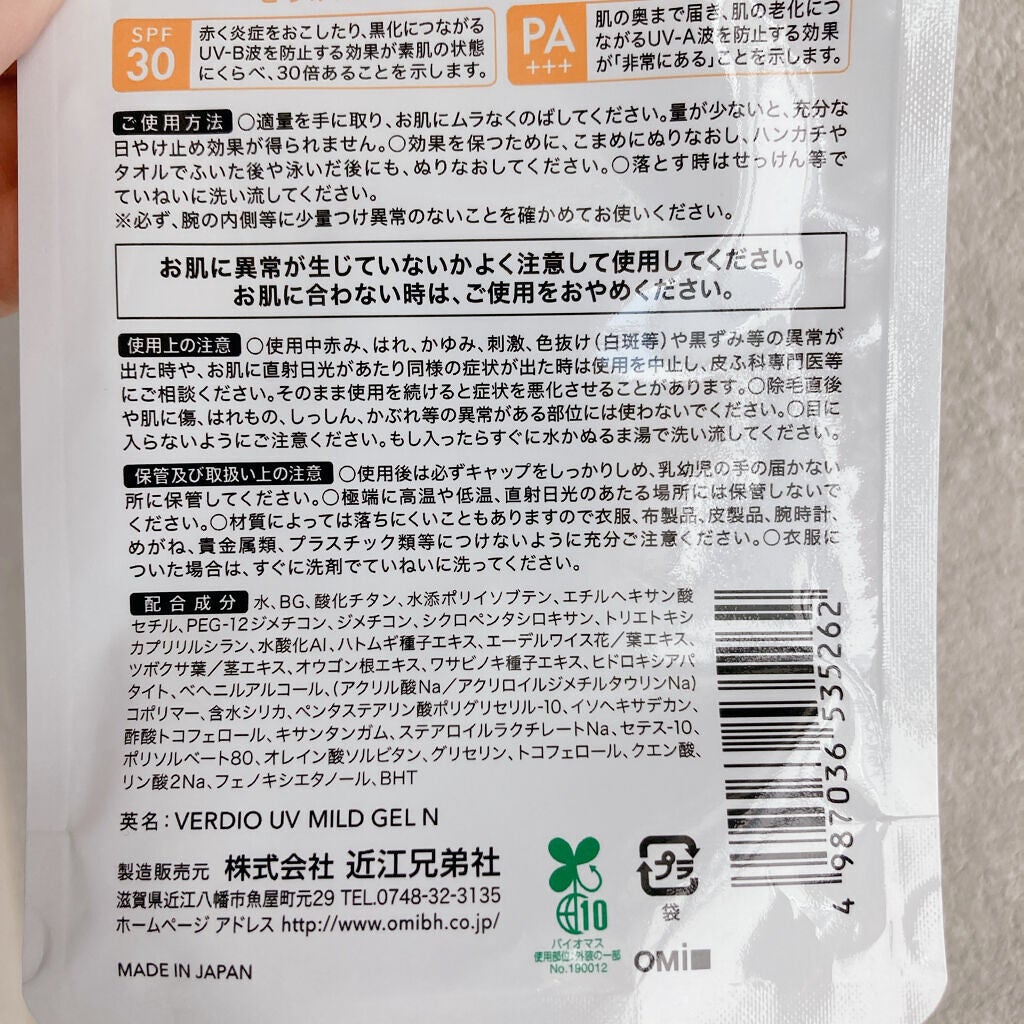 SPF
30
赤く炎症をおこしたり、黒化につながる
UV-B波を防止する効果が素肌の状態
にくらべ、30倍あることを示します。
PA
+++
肌の奥まで届き、肌の老化につ
ながるUV-A波を防止する効果
が「非常にある」ことを示します。
ご使用方法 ○適量を手に取り、お肌にムラなくのばしてください。量が少ないと、充分な
日やけ止め効果が得られません。○効果を保つために、こまめにぬりなおし、ハンカチや
タオルでふいた後や泳いだ後にも、ぬりなおしてください。○落とす時はせっけん等で
ていねいに洗い流してください。
※必ず、腕の内側等に少量つけ異常のないことを確かめてお使いください。
お肌に異常が生じていないかよく注意して使用してください。
お肌に合わない時は、ご使用をおやめください。
使用上の注意 ○使用中赤み、はれ、かゆみ、刺激、色抜け(白斑等)や黒ずみ等の異常が
出た時や、お肌に直射日光があたり同様の症状が出た時は使用を中止し、皮ふ科専門医等
にご相談ください。そのまま使用を続けると症状を悪化させることがあります。○除毛直後
や肌に傷、はれもの、しっしん、かぶれ等の異常がある部位には使わないでください。○目に
入らないようにご注意ください。もし入ったらすぐに水かぬるま湯で洗い流してください。
保管及び取扱い上の注意 ○使用後は必ずキャップをしっかりしめ、乳幼児の手の届かない
所に保管してください。○極端に高温や低温、直射日光のあたる場所には保管しないで
ください。○材質によっては落ちにくいこともありますので衣服、布製品、皮製品、腕時計、
めがね、貴金属類、プラスチック類等につけないように充分ご注意ください。○衣服に
ついた場合は、すぐに洗剤でていねいに洗ってください。
配合成分 水、BG、酸化チタン、水添ポリイソブテン、エチルヘキサン酸
セチル、PEG-12ジメチコン、ジメチコン、シクロペンタシロキサン、トリエトキシ
カプリリルシラン、水酸化Al、ハトムギ種子エキス、エーデルワイス花／葉エキス、
ツボクサ葉／茎エキス、オウゴン根エキス、ワサビノキ種子エキス、ヒドロキシアパ
タイト、ベヘニルアルコール、(アクリル酸Na／アクリロイルジメチルタウリンNa)
コポリマー、含水シリカ、ペンタステアリン酸ポリグリセリル-10、イソヘキサデカン、
酢酸トコフェロール、キサンタンガム、ステアロイルラクチレートNa、セテス-10、
ポリソルベート80、オレイン酸ソルビタン、グリセリン、トコフェロール、クエン酸、
リン酸2Na、フェノキシエタノール、BHT
英名：VERDIO UV MILD GEL N
製造販売元 株式会社 近江兄弟社
滋賀県近江八幡市魚屋町元29 TEL.0748-32-3135
ホームページ アドレス http://www.omibh.co.jp/
MADE IN JAPAN
10
バイオマス
使用部位：外装の一部
No.190012
プラ
袋
OMI
4 987036 535262